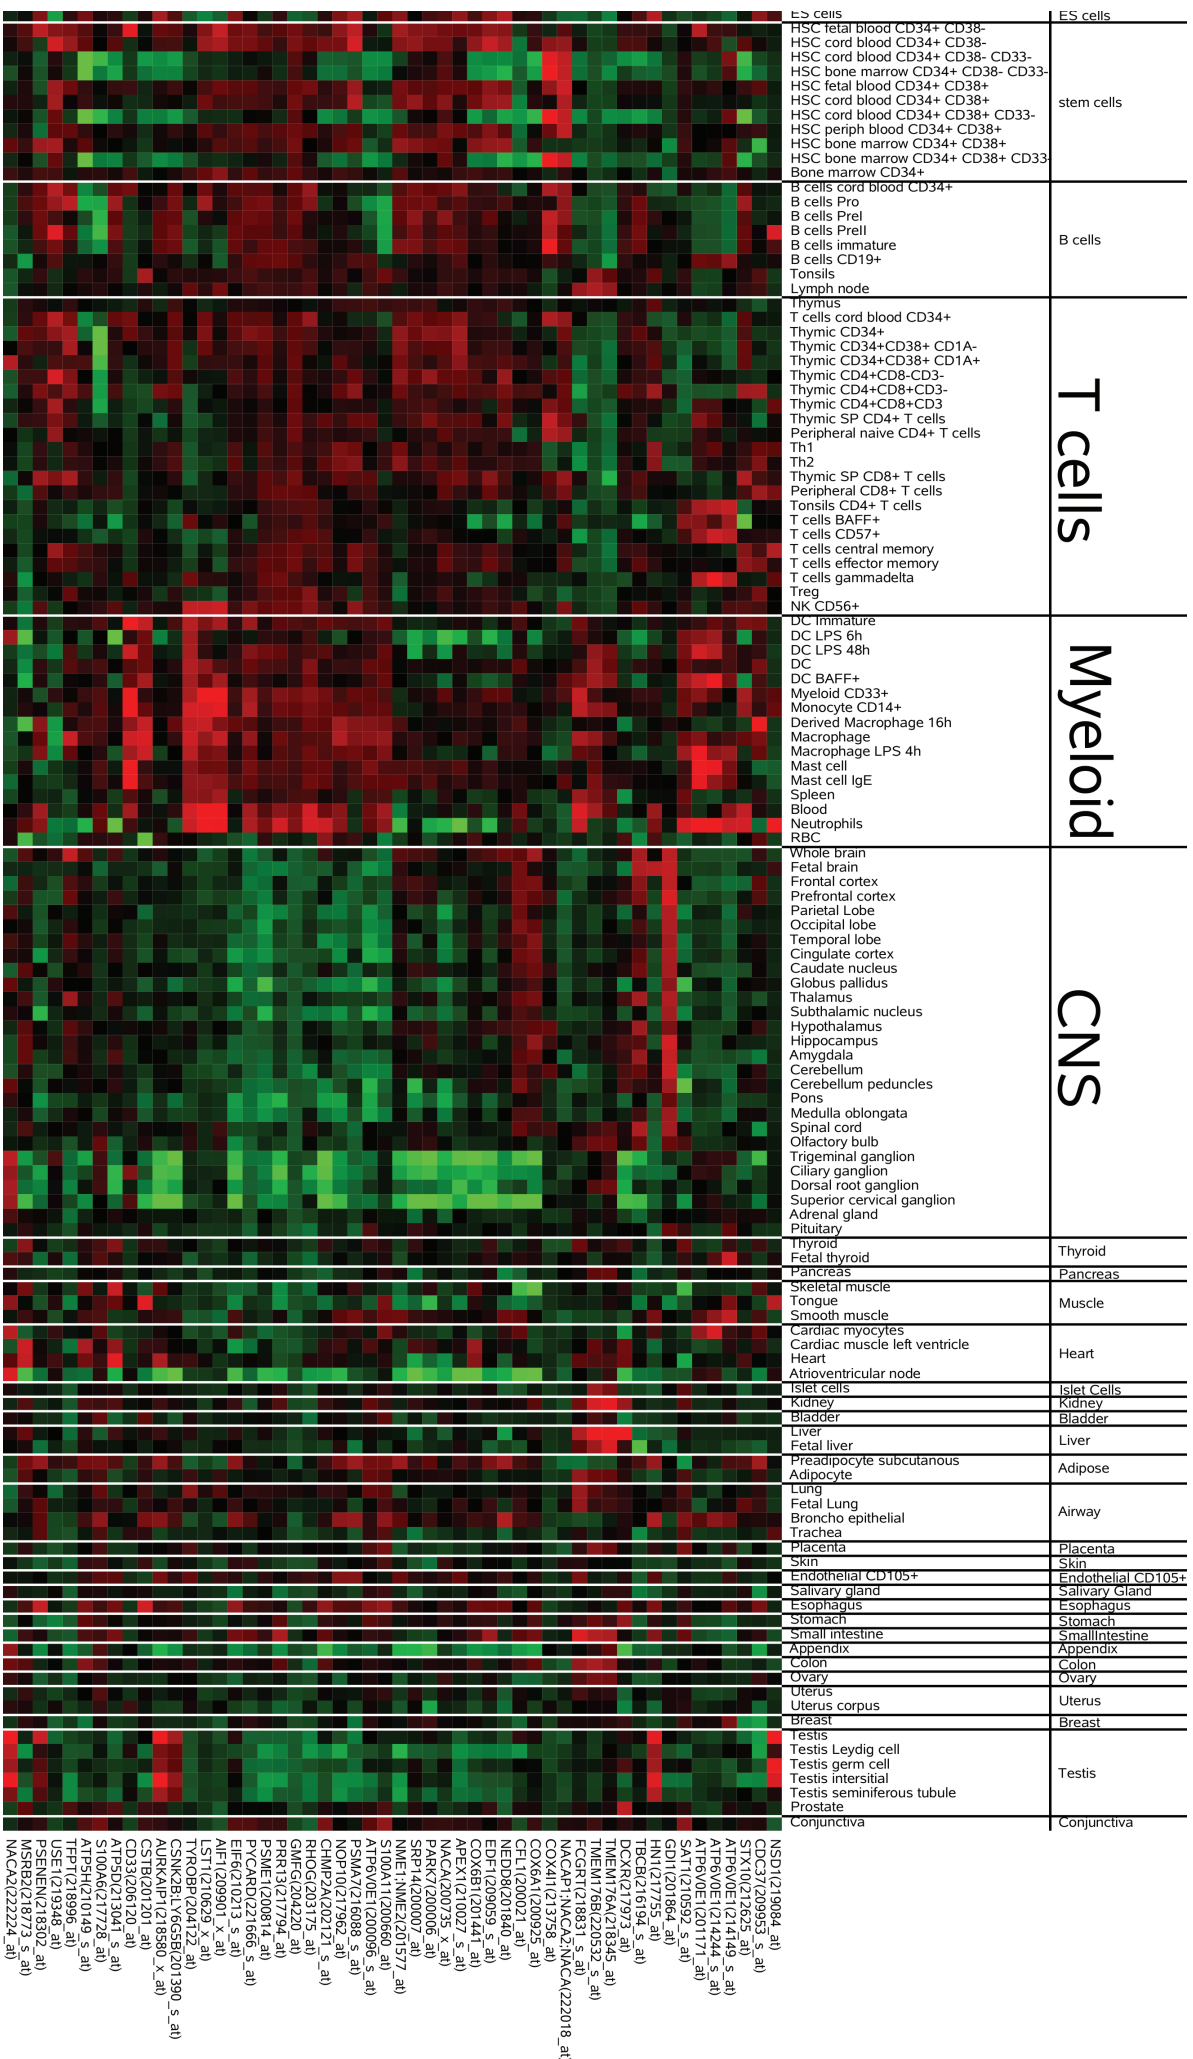 ES cells
HSC fetal blood CD34+ CD38-
HSC cord blood CD34+ CD38-
HSC cord blood CD34+ CD38- CD33-
HSC bone marrow CD34+ CD38- CD33-
HSC fetal blood CD34+ CD38+
HSC cord blood CD34+ CD38+
HSC cord blood CD34+ CD38+ CD33-
HSC periph blood CD34+ CD38+
HSC bone marrow CD34+ CD38+
HSC bone marrow CD34+ CD38+ CD33-
Bone marrow CD34+
B cells cord blood CD34+
B cells Pro
B cells PreI
B cells PreII
B cells immature
B cells CD19+
Tonsils
Lymph node
Thymus
T cells cord blood CD34+
Thymic CD34+
Thymic CD34+CD38+ CD1A-
Thymic CD34+CD38+ CD1A+
Thymic CD4+CD8-CD3-
Thymic CD4+CD8+CD3-
Thymic CD4+CD8+CD3
Thymic SP CD4+ T cells
Peripheral naive CD4+ T cells
Th1
Th2
Thymic SP CD8+ T cells
Peripheral CD8+ T cells
Tonsils CD4+ T cells
T cells BAFF+
T cells CD57+
T cells central memory
T cells effector memory
T cells gammadelta
Treg
NK CD56+
DC Immature
DC LPS 6h
DC LPS 48h
DC
DC BAFF+
Myeloid CD33+
Monocyte CD14+
Derived Macrophage 16h
Macrophage
Macrophage LPS 4h
Mast cell
Mast cell IgE
Spleen
Blood
Neutrophils
RBC
Whole brain
Fetal brain
Frontal cortex
Prefrontal cortex
Parietal Lobe
Occipital lobe
Temporal lobe
Cingulate cortex
Caudate nucleus
Globus pallidus
Thalamus
Subthalamic nucleus
Hypothalamus
Hippocampus
Amygdala
Cerebellum
Cerebellum peduncles
Pons
Medulla oblongata
Spinal cord
Olfactory bulb
Trigeminal ganglion
Ciliary ganglion
Dorsal root ganglion
Superior cervical ganglion
Adrenal gland
Pituitary
Thyroid
Fetal thyroid
Pancreas
Skeletal muscle
Tongue
Smooth muscle
Cardiac myocytes
Cardiac muscle left ventricle
Heart
Atrioventricular node
Islet cells
Kidney
Bladder
Liver
Fetal liver
Preadipocyte subcutanous
Adipocyte
Lung
Fetal Lung
Broncho epithelial
Trachea
Placenta
Skin
Endothelial CD105+
Salivary gland
Esophagus
Stomach
Small intestine
Appendix
Colon
Ovary
Uterus
Uterus corpus
Breast
Testis
Testis Leydig cell
Testis germ cell
Testis intersitial
Testis seminiferous tubule
Prostate
Conjunctiva
ES cells
stem cells
B cells
T cells
Myeloid
CNS
Thyroid
Pancreas
Muscle
Heart
Islet Cells
Kidney
Bladder
Liver
Adipose
Airway
Placenta
Skin
Endothelial CD105+
Salivary Gland
Esophagus
Stomach
SmallIntestine
Appendix
Colon
Ovary
Uterus
Breast
Testis
Conjunctiva
NACA2(222224_at)
MSRB2(218773_s_at)
PSENEN(218302_at)
USE1(219348_at)
TFPT(218996_at)
ATP5H(210149_s_at)
S100A6(217728_at)
ATP5D(213041_s_at)
CD33(206120_at)
CSTB(201201_at)
AURKAIP1(218580_x_at)
CSNK2B;LY6G5B(201390_s_at)
TYROBP(204122_at)
LST1(210629_x_at)
AIF1(209901_x_at)
EIF6(210213_s_at)
PYCARD(221666_s_at)
PSME1(200814_at)
PRR13(217794_at)
GMFG(204220_at)
RHOG(203175_at)
CHMP2A(202121_s_at)
NOP10(217962_at)
PSMA7(216088_s_at)
ATP6V0E1(200096_s_at)
S100A11(200660_at)
NME1;NME2(201577_at)
SRP14(200007_at)
PARK7(200006_at)
NACA(200735_x_at)
APEX1(210027_s_at)
COX6B1(201441_at)
EDF1(209059_s_at)
NEDD8(201840_at)
CFL1(200021_at)
COX6A1(200925_at)
COX4I1(213758_at)
NACAP1;NACA2;NACA(222018_at)
FCGRT(218831_s_at)
TMEM176B(220532_s_at)
TMEM176A(218345_at)
DCXR(217973_at)
TBCB(216194_s_at)
HN1(217755_at)
GDI1(201864_at)
SAT1(210592_s_at)
ATP6V0E1(201171_at)
ATP6V0E1(214244_s_at)
ATP6V0E1(214149_s_at)
STX10(212625_at)
CDC37(209953_s_at)
NSD1(219084_at)